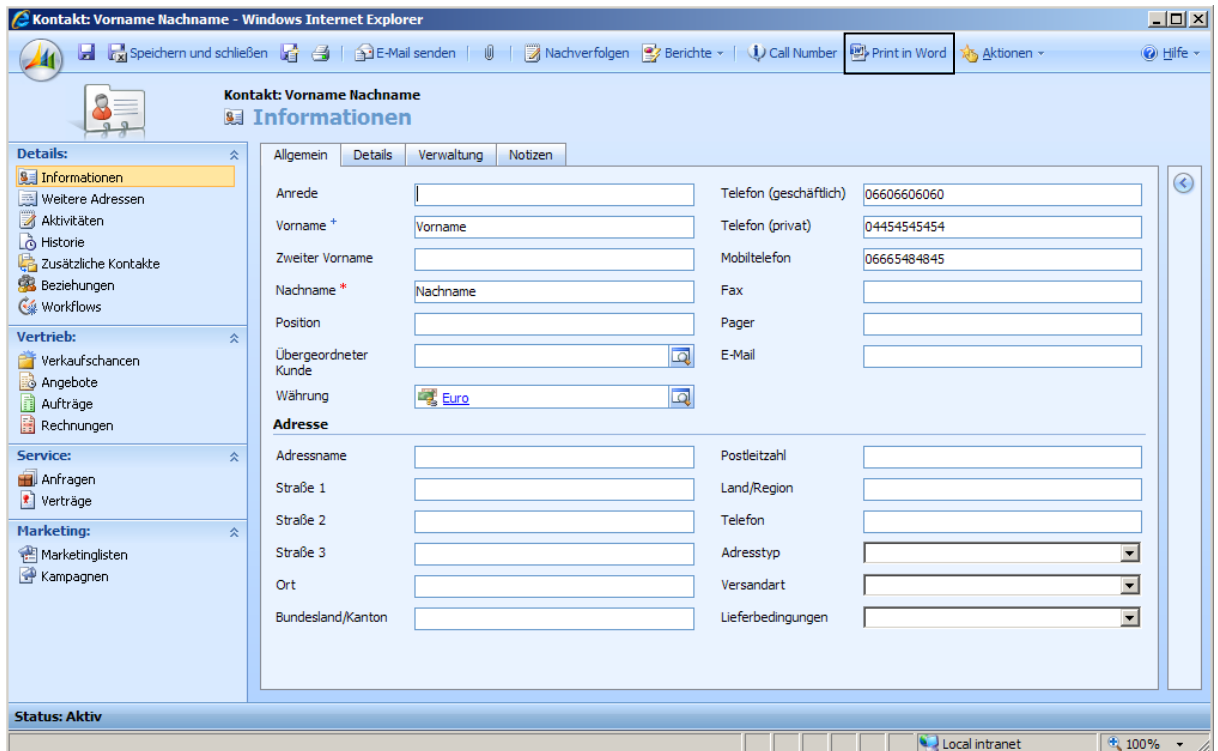 Kontakt: Vorname Nachname - Windows Internet Explorer
Speichern und schließen E-Mail senden Nachverfolgen Berichte Call Number Print in Word Aktionen Hilfe
Kontakt: Vorname Nachname
Informationen
Details:
Informationen
Weitere Adressen
Aktivitäten
Historie
Zusätzliche Kontakte
Beziehungen
Workflows
Vertrieb:
Verkaufschancen
Angebote
Aufträge
Rechnungen
Service:
Anfragen
Verträge
Marketing:
Marketinglisten
Kampagnen
Allgemein Details Verwaltung Notizen
Anrede Telefon (geschäftlich) 06606606060
Vorname + Vorname Telefon (privat) 04454545454
Zweiter Vorname Mobiltelefon 06665484845
Nachname * Nachname Fax
Position Pager
Übergeordneter E-Mail
Kunde
Währung Euro
Adresse
Adressname Postleitzahl
Straße 1 Land/Region
Straße 2 Telefon
Straße 3 Adresstyp
Ort Versandart
Bundesland/Kanton Lieferbedingungen
Status: Aktiv
Local intranet 100%